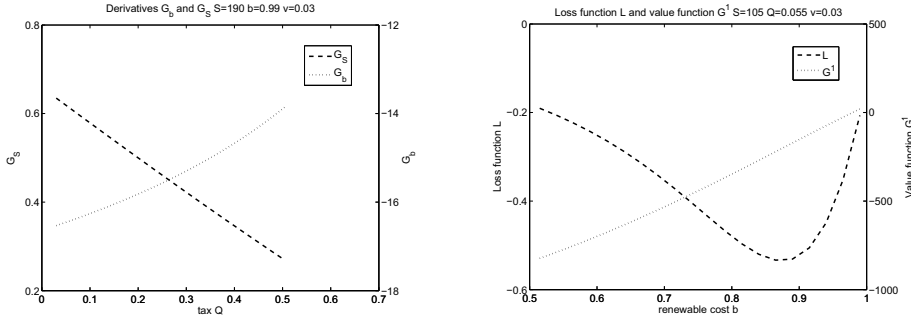 Derivatives G_b and G_S S=190 b=0.99 v=0.03
0.8
0.6
0.4
0.2
G_S
−12
−14
−16
−18
G_b
G_S
G_b
0 0.1 0.2 0.3 0.4 0.5 0.6 0.7
tax Q
Loss function L and value function G^1 S=105 Q=0.055 v=0.03
0
−0.2
−0.4
−0.6
Loss function L
500
0
−500
−1000
Value function G^1
L
G^1
0.5 0.6 0.7 0.8 0.9 1
renewable cost b